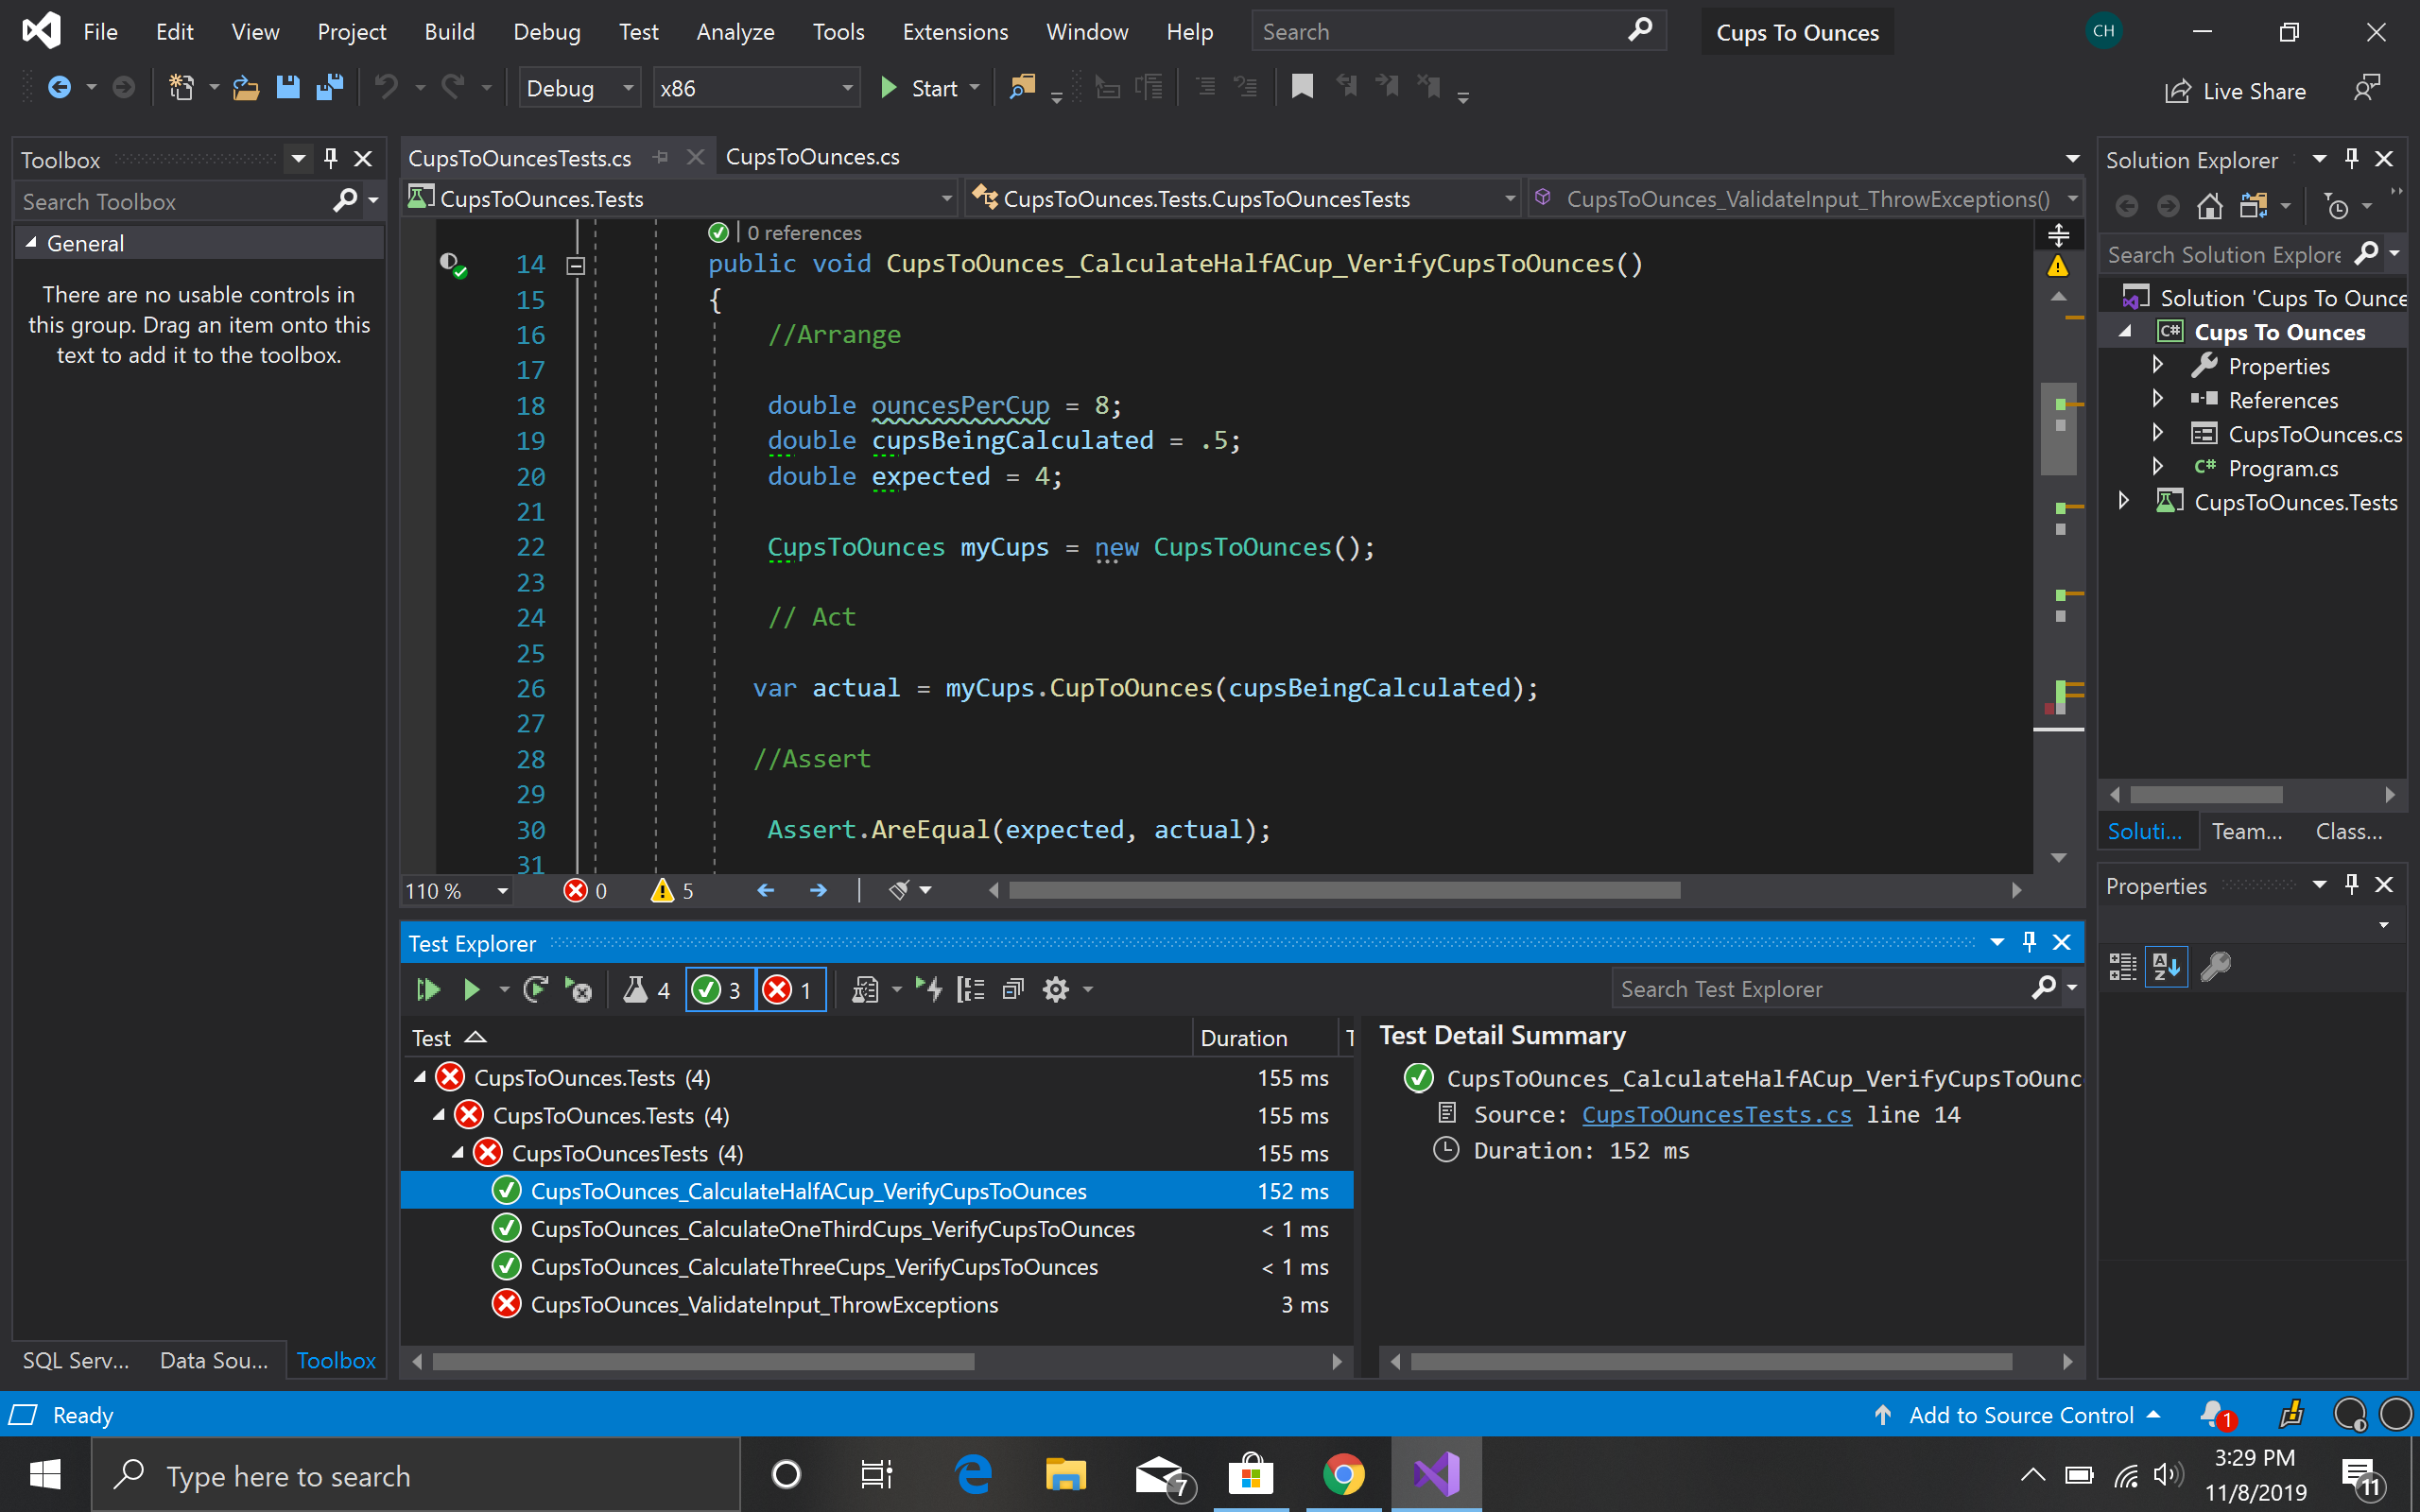 File Edit View Project Build Debug Test Analyze Tools Extensions Window Help Search Cups To Ounces CH
Debug x86 Start Live Share
Toolbox
Search Toolbox
General
There are no usable controls in
this group. Drag an item onto this
text to add it to the toolbox.
SQL Serv... Data Sou... Toolbox
CupsToOuncesTests.cs CupsToOunces.cs
CupsToOunces.Tests CupsToOunces.Tests.CupsToOuncesTests CupsToOunces_ValidateInput_ThrowExceptions()
0 references
14 public void CupsToOunces_CalculateHalfACup_VerifyCupsToOunces()
15 {
16 //Arrange
17
18 double ouncesPerCup = 8;
19 double cupsBeingCalculated = .5;
20 double expected = 4;
21
22 CupsToOunces myCups = new CupsToOunces();
23
24 // Act
25
26 var actual = myCups.CupToOunces(cupsBeingCalculated);
27
28 //Assert
29
30 Assert.AreEqual(expected, actual);
31
110 % 0 5
Test Explorer
4 3 1 Search Test Explorer
Test Duration T
CupsToOunces.Tests (4) 155 ms
CupsToOunces.Tests (4) 155 ms
CupsToOuncesTests (4) 155 ms
CupsToOunces_CalculateHalfACup_VerifyCupsToOunces 152 ms
CupsToOunces_CalculateOneThirdCups_VerifyCupsToOunces < 1 ms
CupsToOunces_CalculateThreeCups_VerifyCupsToOunces < 1 ms
CupsToOunces_ValidateInput_ThrowExceptions 3 ms
Test Detail Summary
CupsToOunces_CalculateHalfACup_VerifyCupsToOunc
Source: CupsToOuncesTests.cs line 14
Duration: 152 ms
Solution Explorer
Search Solution Explore
Solution 'Cups To Ounce
C# Cups To Ounces
Properties
References
CupsToOunces.cs
C# Program.cs
CupsToOunces.Tests
Soluti... Team... Class...
Properties
Ready Add to Source Control 1
Type here to search 7 3:29 PM
11/8/2019 11